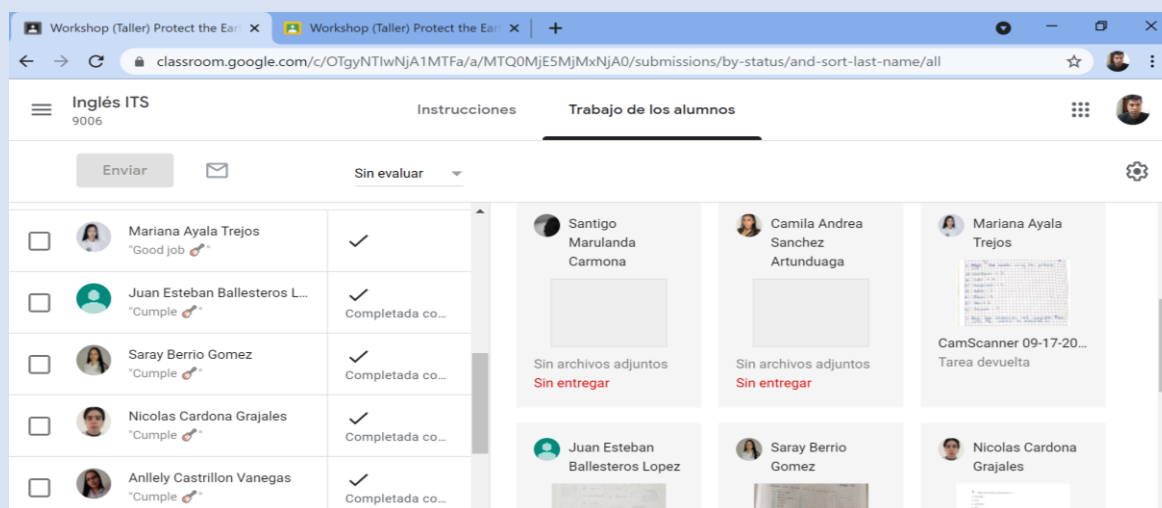 Workshop (Taller) Protect the Ear
Workshop (Taller) Protect the Ear
classroom.google.com/c/OTgyNTIwNjA1MTFa/a/MTQ0MjE5MjMxNjA0/submissions/by-status/and-sort-last-name/all
Inglés ITS
9006
Instrucciones
Trabajo de los alumnos
Enviar
Sin evaluar
Mariana Ayala Trejos
"Good job 🎸"
Juan Esteban Ballesteros L...
"Cumple 🎸"
Completada co...
Saray Berrio Gomez
"Cumple 🎸"
Completada co...
Nicolas Cardona Grajales
"Cumple 🎸"
Completada co...
Anllely Castrillon Vanegas
"Cumple 🎸"
Completada co...
Santigo
Marulanda
Carmona
Sin archivos adjuntos
Sin entregar
Camila Andrea
Sanchez
Artunduaga
Sin archivos adjuntos
Sin entregar
Mariana Ayala
Trejos
CamScanner 09-17-20...
Tarea devuelta
Juan Esteban
Ballesteros Lopez
Saray Berrio
Gomez
Nicolas Cardona
Grajales